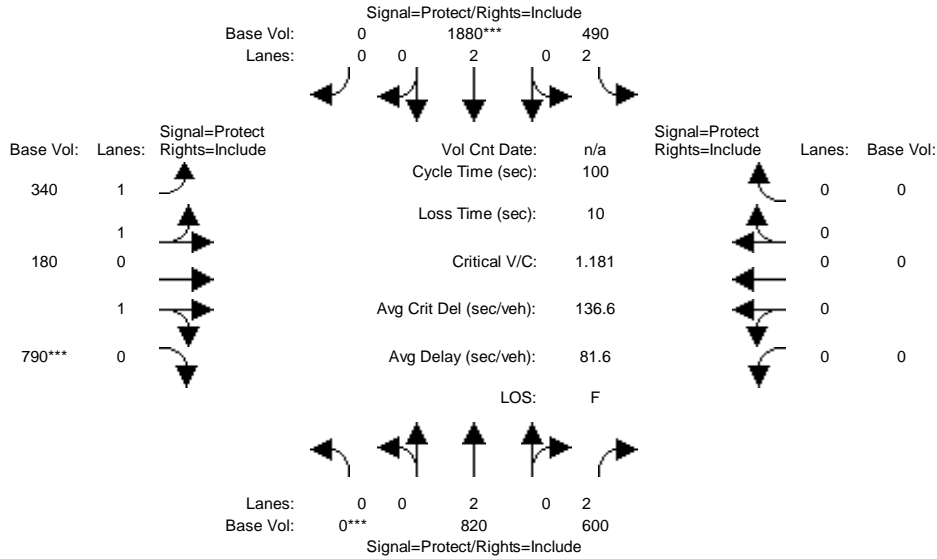 Signal=Protect/Rights=Include
Base Vol: 0 1880*** 490
Lanes: 0 0 2 0 2
Signal=Protect
Base Vol: Lanes: Rights=Include
Vol Cnt Date: n/a
Signal=Protect
Rights=Include Lanes: Base Vol:
Cycle Time (sec): 100
340 1
0 0
Loss Time (sec): 10
1
0
180 0
Critical V/C: 1.181
0 0
1
Avg Crit Del (sec/veh): 136.6
0
790*** 0
Avg Delay (sec/veh): 81.6
0 0
LOS: F
Lanes: 0 0 2 0 2
Base Vol: 0*** 820 600
Signal=Protect/Rights=Include